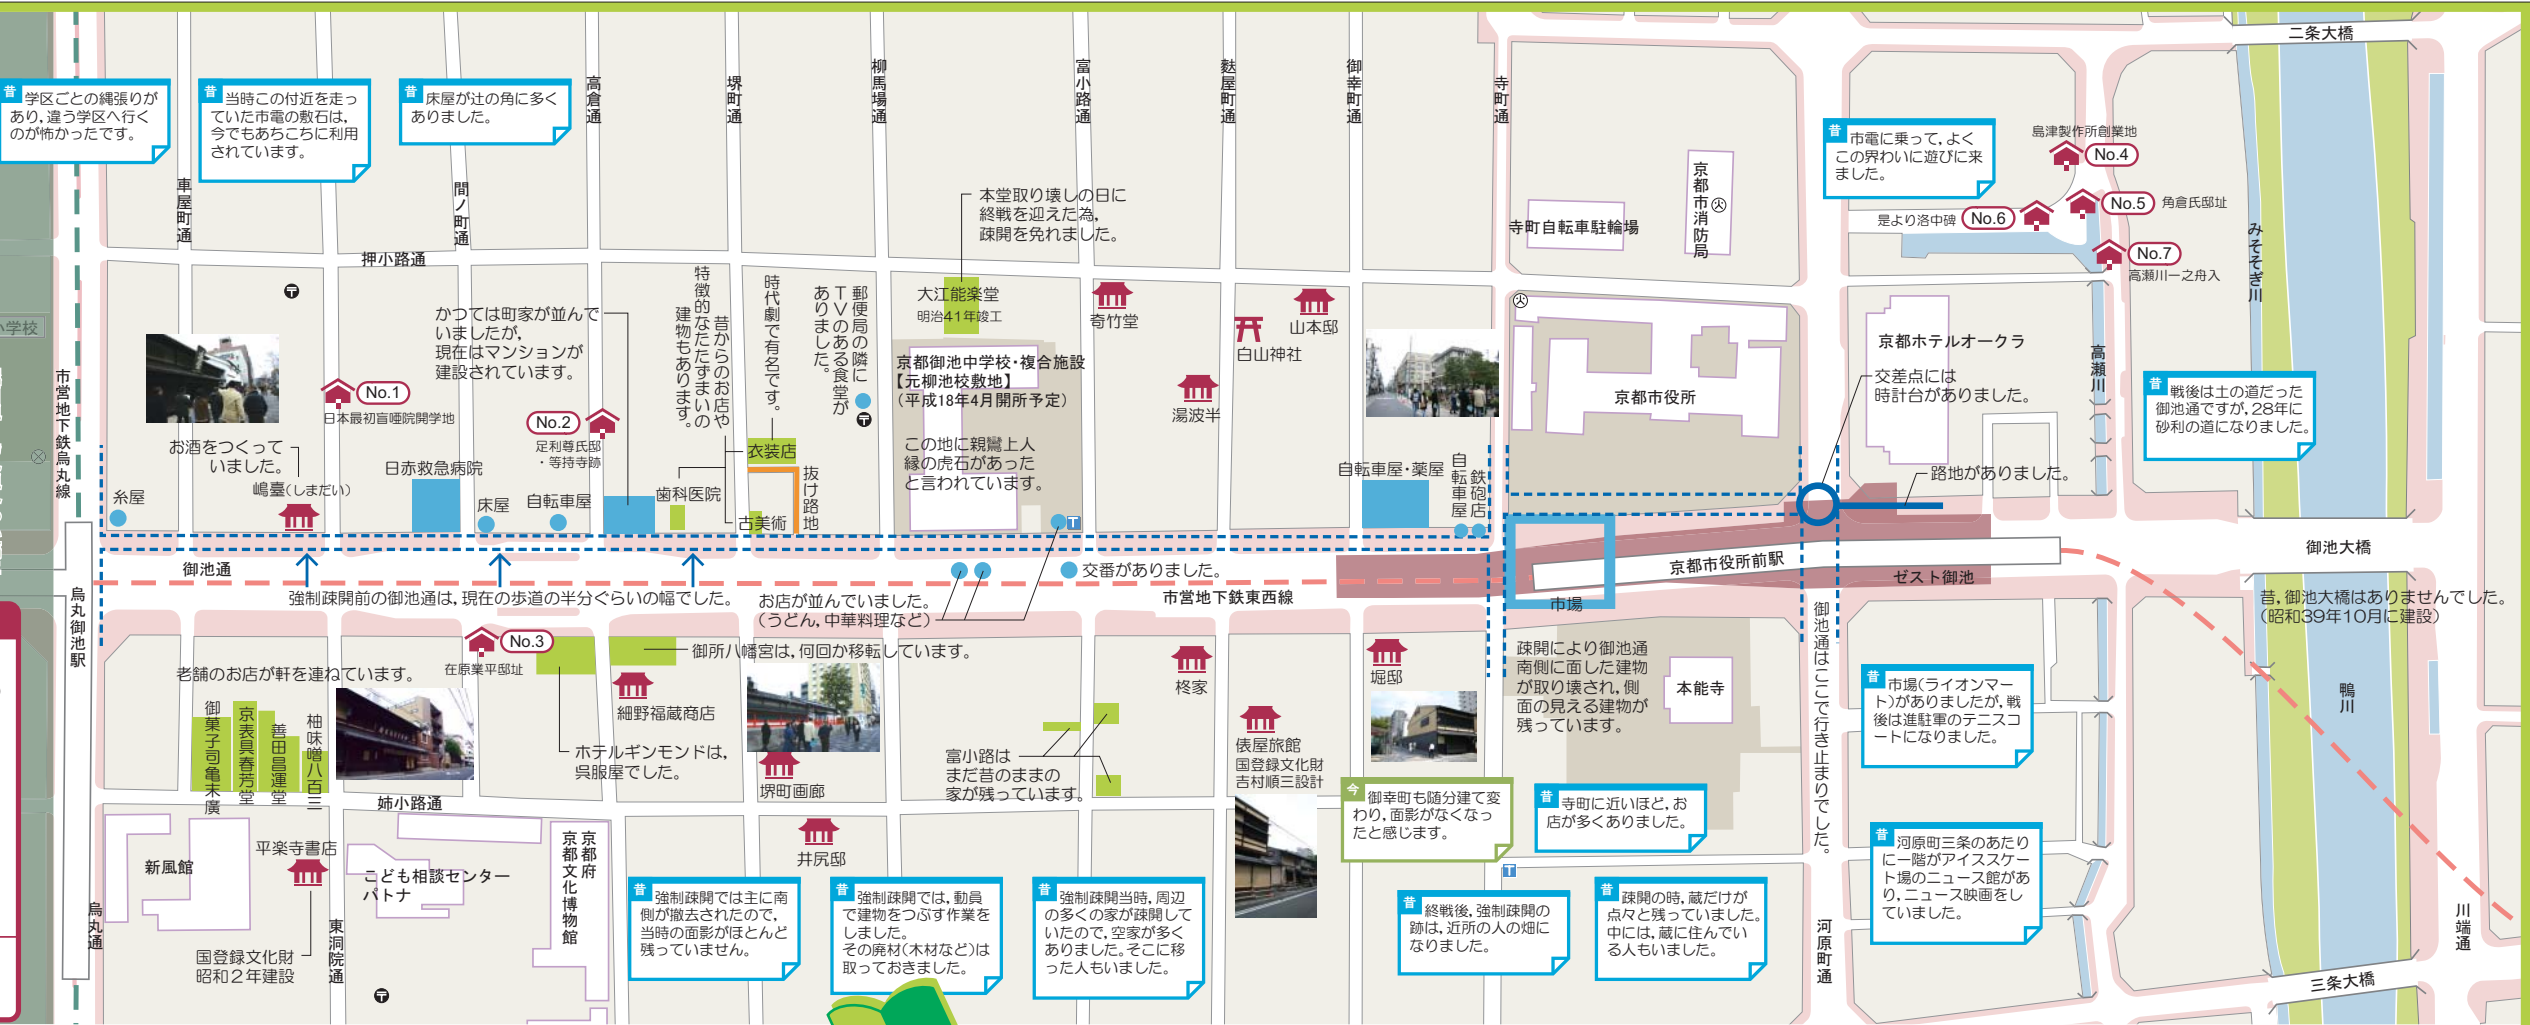 二条大橋
昔 学区ごとの縄張りが
あり,違う学区へ行く
のが怖かったです。
昔 当時この付近を走っ
ていた市電の敷石は,
今でもあちこちに利用
されています。
昔 床屋が辻の角に多く
ありました。
高倉通
堺町通
柳馬場通
富小路通
麩屋町通
御幸町通
寺町通
車屋町通
間ノ町通
押小路通
本堂取り壊しの日に
終戦を迎えた為,
疎開を免れました。
寺町自転車駐輪場
京都市消防局
昔 市電に乗って,よく
この界わいに遊びに来
ました。
島津製作所創業地
No.4
No.5 角倉氏邸址
是より洛中碑 No.6
No.7
高瀬川一之舟入
みそそぎ川
小学校
市営地下鉄烏丸線
かつては町家が並んで
いましたが,
現在はマンションが
建設されています。
昔からのお店や
特徴的なたたずまいの
建物もあります。
時代劇で有名です。
郵便局の隣に
TVのある食堂が
ありました。
大江能楽堂
明治41年竣工
京都御池中学校・複合施設
【元柳池校敷地】
(平成18年4月開所予定)
この地に親鸞上人
縁の虎石があった
と言われています。
奇竹堂
白山神社
山本邸
湯波半
京都市役所
京都ホテルオークラ
高瀬川
交差点には
時計台がありました。
昔 戦後は土の道だった
御池通ですが,28年に
砂利の道になりました。
No.1
日本最初盲唖院開学地
No.2
足利尊氏邸
・等持寺跡
お酒をつくって
いました。
嶋臺(しまだい)
糸屋
日赤救急病院
床屋
自転車屋
歯科医院
衣装店
古美術
抜け路地
自転車屋・薬屋
自転車屋
鉄砲店
路地がありました。
御池通
交番がありました。
京都市役所前駅
ゼスト御池
御池大橋
烏丸御池駅
強制疎開前の御池通は,現在の歩道の半分ぐらいの幅でした。
お店が並んでいました。
(うどん,中華料理など)
市営地下鉄東西線
市場
昔,御池大橋はありませんでした。
(昭和39年10月に建設)
No.3
在原業平邸址
御所八幡宮は,何回か移転しています。
老舗のお店が軒を連ねています。
御菓子司亀末廣
京表具春芳堂
善田昌運堂
柚味噌八百三
細野福蔵商店
ホテルギンモンドは,
呉服屋でした。
堺町画廊
富小路は
まだ昔のままの
家が残っています。
柊家
俵屋旅館
国登録文化財
吉村順三設計
堀邸
疎開により御池通
南側に面した建物
が取り壊され,側
面の見える建物が
残っています。
本能寺
御池通はここで行き止まりでした。
昔 市場(ライオンマー
ト)がありましたが,戦
後は進駐軍のテニスコ
ートになりました。
鴨川
姉小路通
今 御幸町も随分建て変
わり,面影がなくなっ
たと感じます。
昔 寺町に近いほど,お
店が多くありました。
昔 河原町三条のあたり
に一階がアイススケー
ト場のニュース館があ
り,ニュース映画をし
ていました。
新風館
平楽寺書店
国登録文化財
昭和2年建設
こども相談センター
パトナ
京都府
京都文化博物館
井尻邸
烏丸通
東洞院通
昔 強制疎開では主に南
側が撤去されたので,
当時の面影がほとんど
残っていません。
昔 強制疎開では,動員
で建物をつぶす作業を
しました。
その廃材(木材など)は
取っておきました。
昔 強制疎開当時,周辺
の多くの家が疎開して
いたので,空家が多く
ありました。そこに移
った人もいました。
昔 終戦後,強制疎開の
跡は,近所の人の畑に
なりました。
昔 疎開の時,蔵だけが
点々と残っていました。
中には,蔵に住んでい
る人もいました。
河原町通
川端通
三条大橋